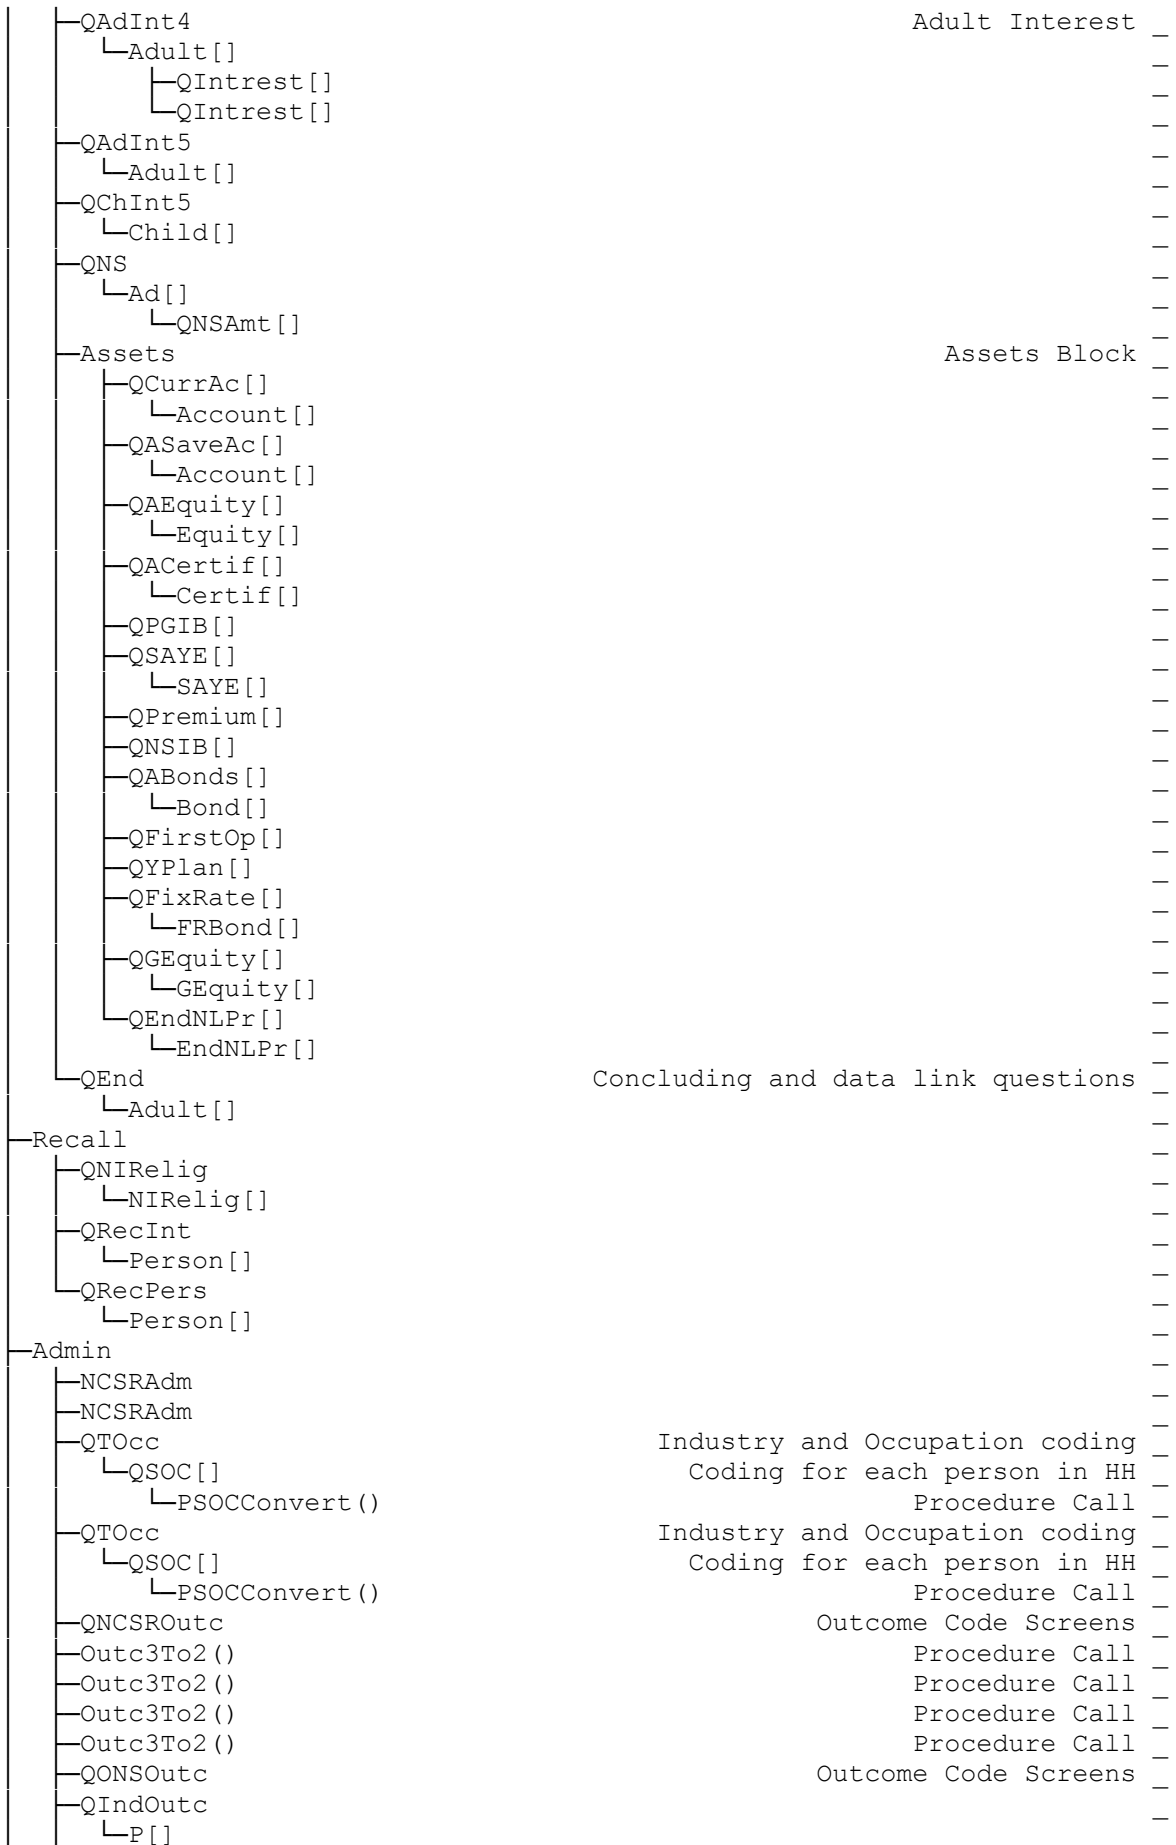 │  ├─QAdInt4 Adult Interest _
│  │ └─Adult[] _
│  │    ├─QIntrest[] _
│  │    └─QIntrest[] _
│  ├─QAdInt5 _
│  │ └─Adult[] _
│  ├─QChInt5 _
│  │ └─Child[] _
│  ├─QNS _
│  │ └─Ad[] _
│  │    └─QNSAmt[] _
│  ├─Assets Assets Block _
│  │ ├─QCurrAc[] _
│  │ │ └─Account[] _
│  │ ├─QASaveAc[] _
│  │ │ └─Account[] _
│  │ ├─QAEquity[] _
│  │ │ └─Equity[] _
│  │ ├─QACertif[] _
│  │ │ └─Certif[] _
│  │ ├─QPGIB[] _
│  │ ├─QSAYE[] _
│  │ │ └─SAYE[] _
│  │ ├─QPremium[] _
│  │ ├─QNSIB[] _
│  │ ├─QABonds[] _
│  │ │ └─Bond[] _
│  │ ├─QFirstOp[] _
│  │ ├─QYPlan[] _
│  │ ├─QFixRate[] _
│  │ │ └─FRBond[] _
│  │ ├─QGEquity[] _
│  │ │ └─GEquity[] _
│  │ └─QEndNLPr[] _
│  │   └─EndNLPr[] _
│  └─QEnd Concluding and data link questions _
│    └─Adult[] _
├─Recall _
│  ├─QNIRelig _
│  │ └─NIRelig[] _
│  ├─QRecInt _
│  │ └─Person[] _
│  └─QRecPers _
│    └─Person[] _
├─Admin _
│  ├─NCSRAdm _
│  ├─NCSRAdm _
│  ├─QTOcc Industry and Occupation coding _
│  │ └─QSOC[] Coding for each person in HH _
│  │    └─PSOCConvert() Procedure Call _
│  ├─QTOcc Industry and Occupation coding _
│  │ └─QSOC[] Coding for each person in HH _
│  │    └─PSOCConvert() Procedure Call _
│  ├─QNCSROutc Outcome Code Screens _
│  ├─Outc3To2() Procedure Call _
│  ├─Outc3To2() Procedure Call _
│  ├─Outc3To2() Procedure Call _
│  ├─Outc3To2() Procedure Call _
│  ├─QONSOutc Outcome Code Screens _
│  ├─QIndOutc _
│  │ └─P[]